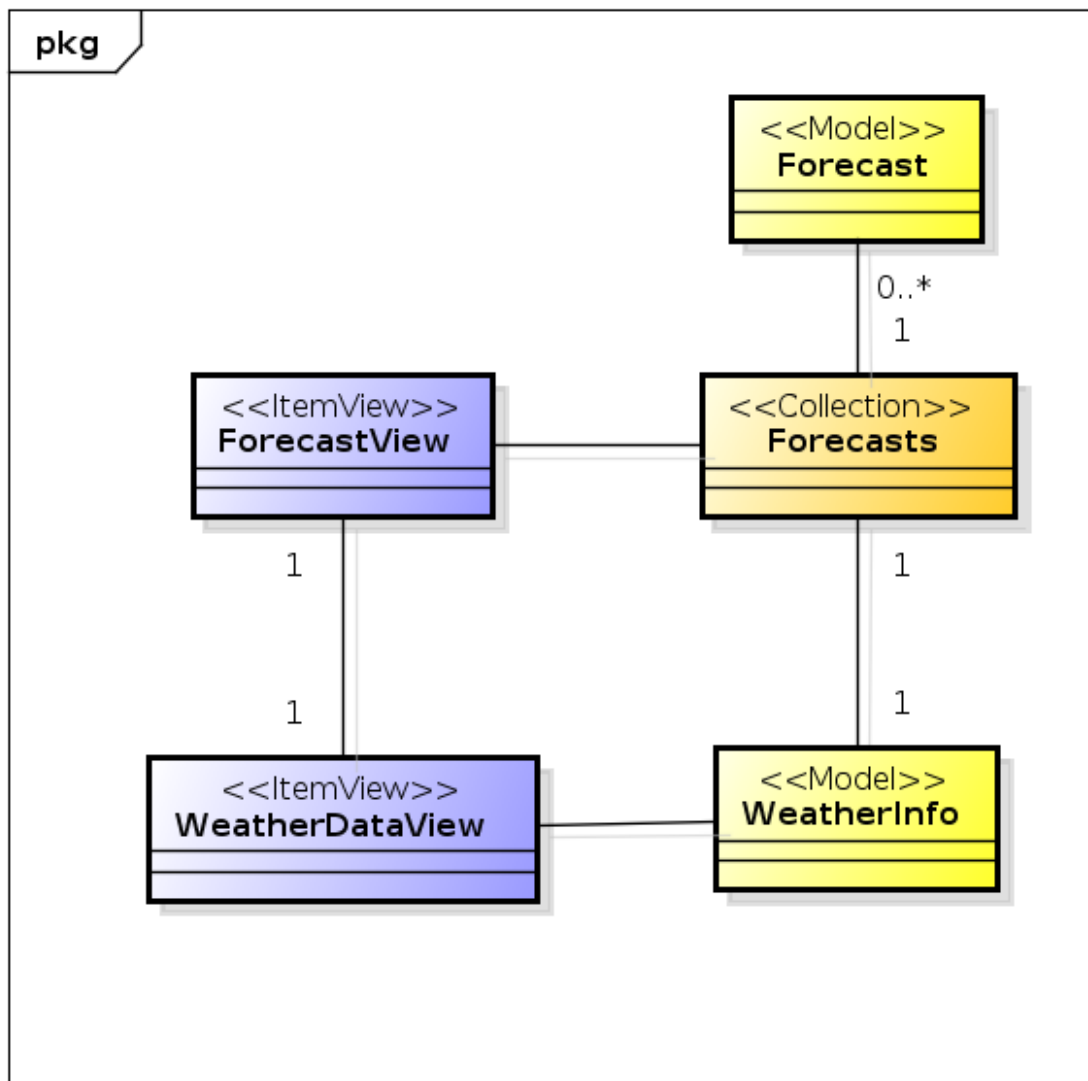 pkg
<<Model>>
Forecast
0..*
1
<<ItemView>>
ForecastView
<<Collection>>
Forecasts
1
1
1
1
<<ItemView>>
WeatherDataView
<<Model>>
WeatherInfo